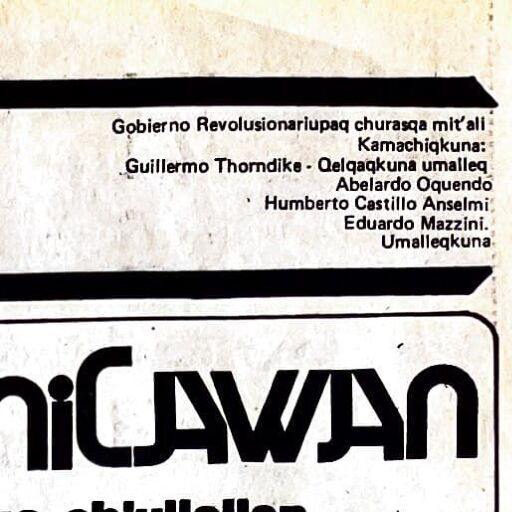 Gobierno Revolusionariupaq churasqa mit'ali
Kamachiqkuna:
Guillermo Thorndike - Qelqaqkuna umalleq
Abelardo Oquendo
Humberto Castillo Anselmi
Eduardo Mazzini.
Umalleqkuna
niCAWAN